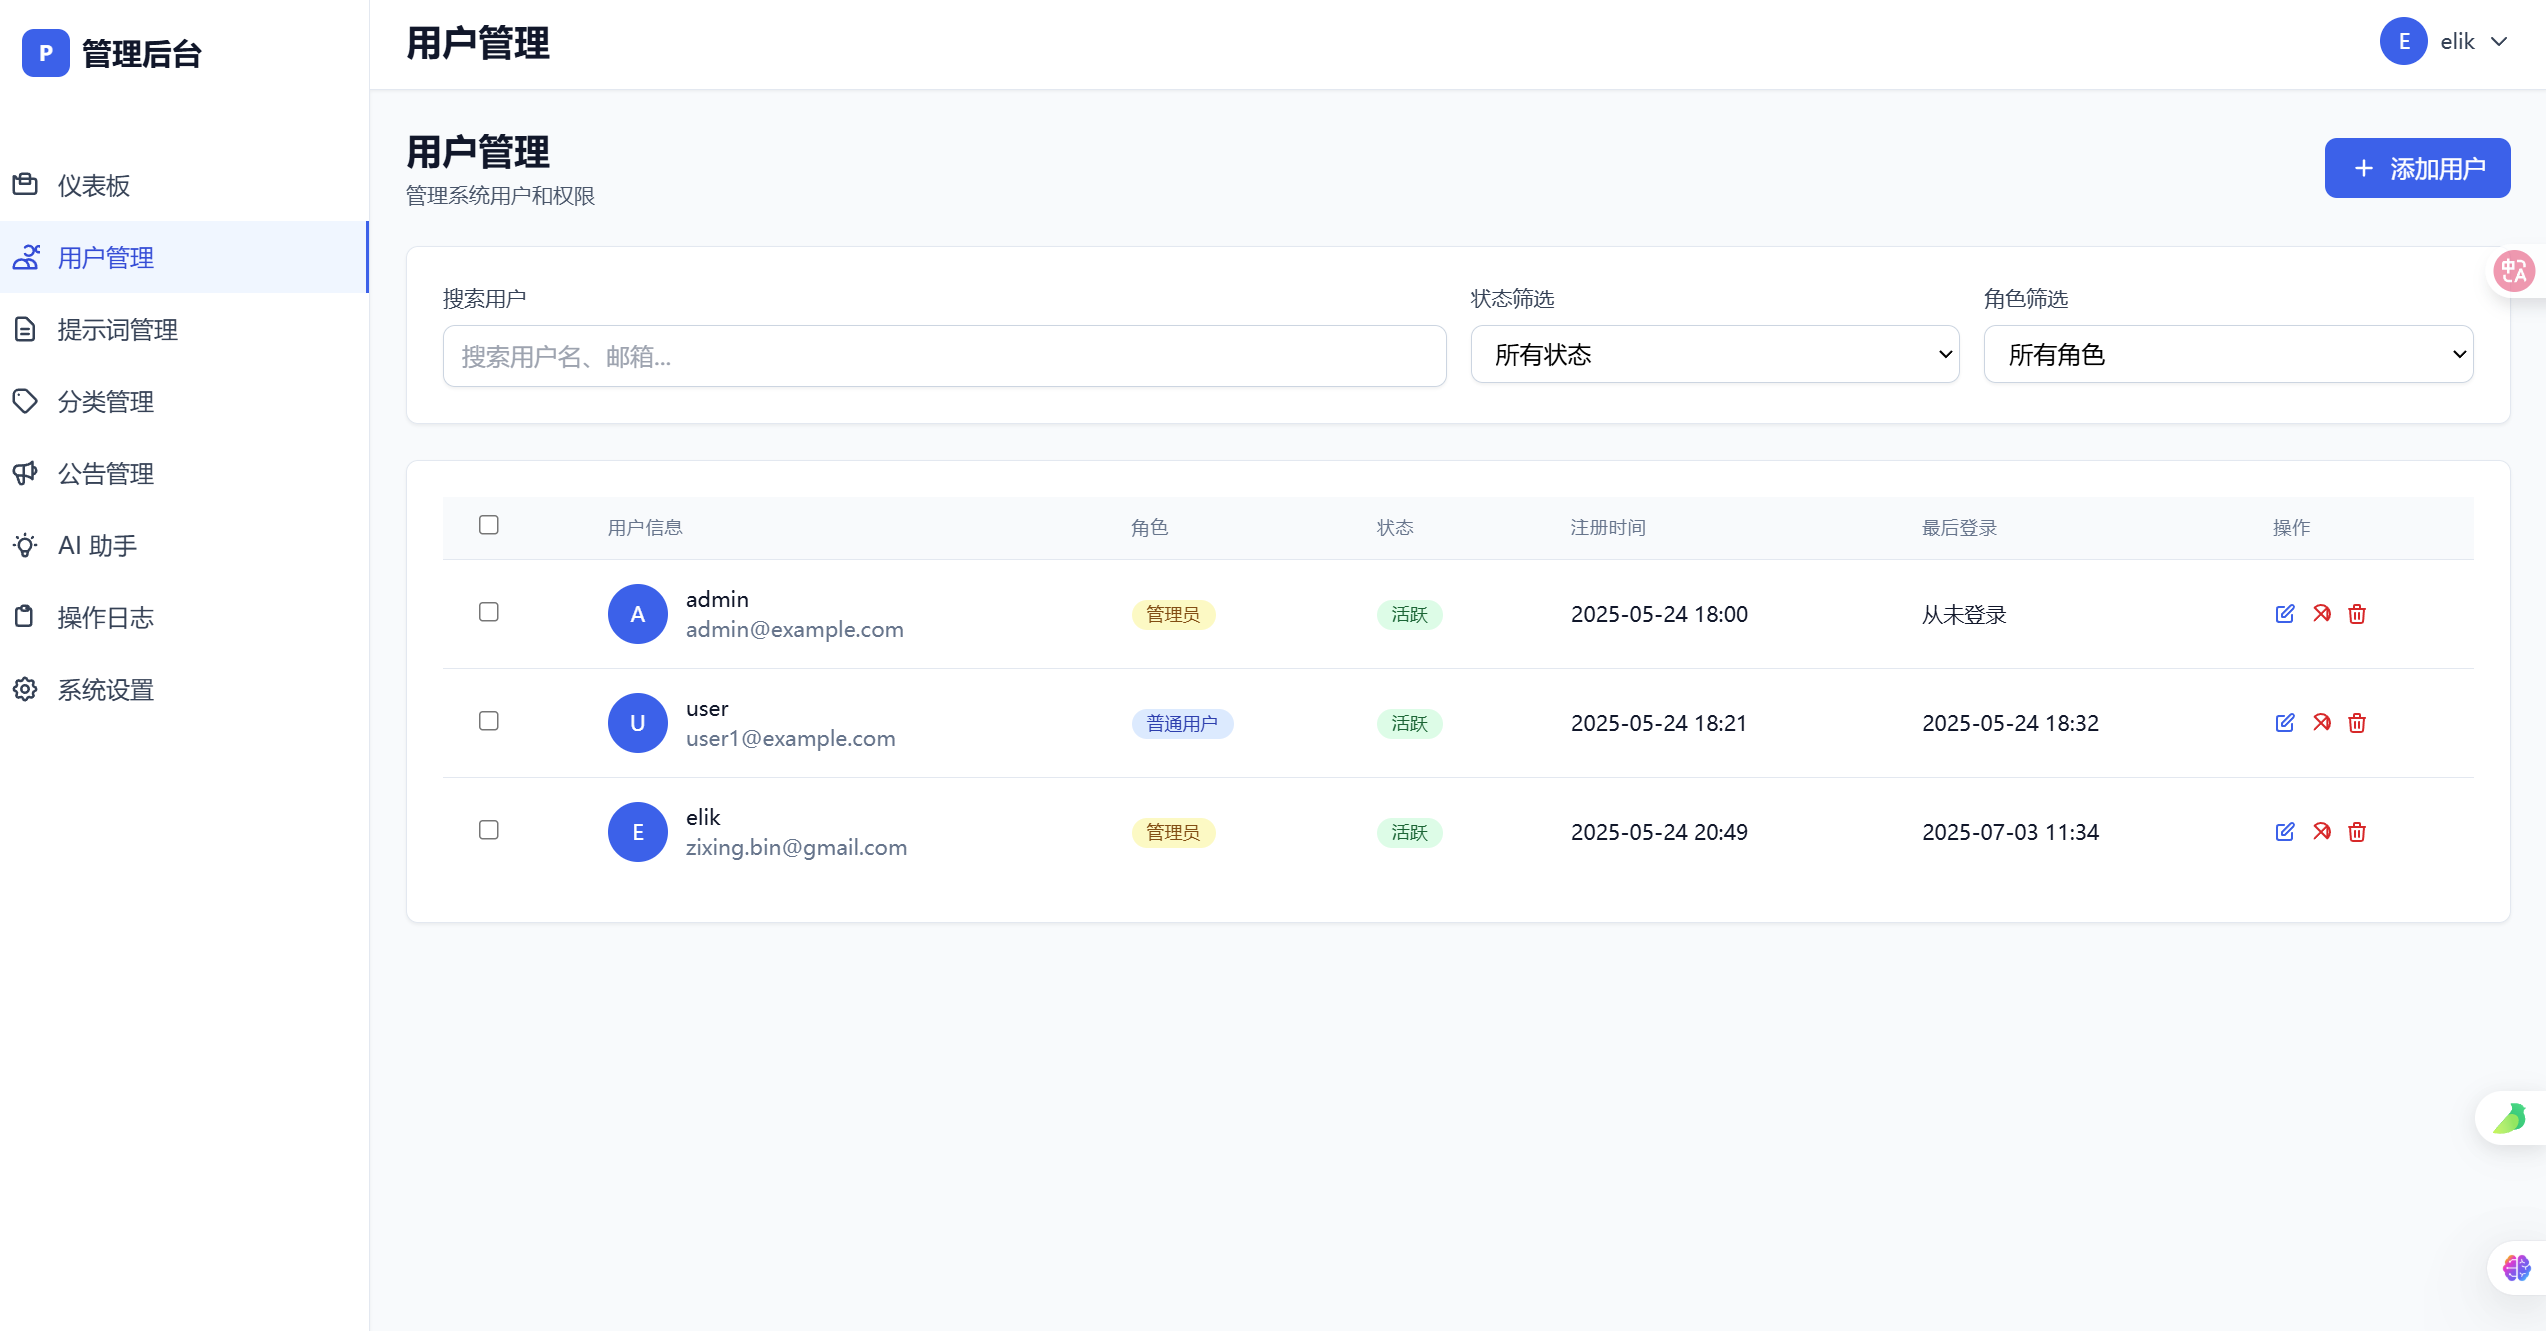 P 管理后台
用户管理
E elik
仪表板
用户管理
提示词管理
分类管理
公告管理
AI 助手
操作日志
系统设置
用户管理
管理系统用户和权限
+ 添加用户
搜索用户
搜索用户名、邮箱...
状态筛选
所有状态
角色筛选
所有角色
中A
用户信息 角色 状态 注册时间 最后登录 操作
A admin
admin@example.com
管理员 活跃 2025-05-24 18:00 从未登录
U user
user1@example.com
普通用户 活跃 2025-05-24 18:21 2025-05-24 18:32
E elik
zixing.bin@gmail.com
管理员 活跃 2025-05-24 20:49 2025-07-03 11:34